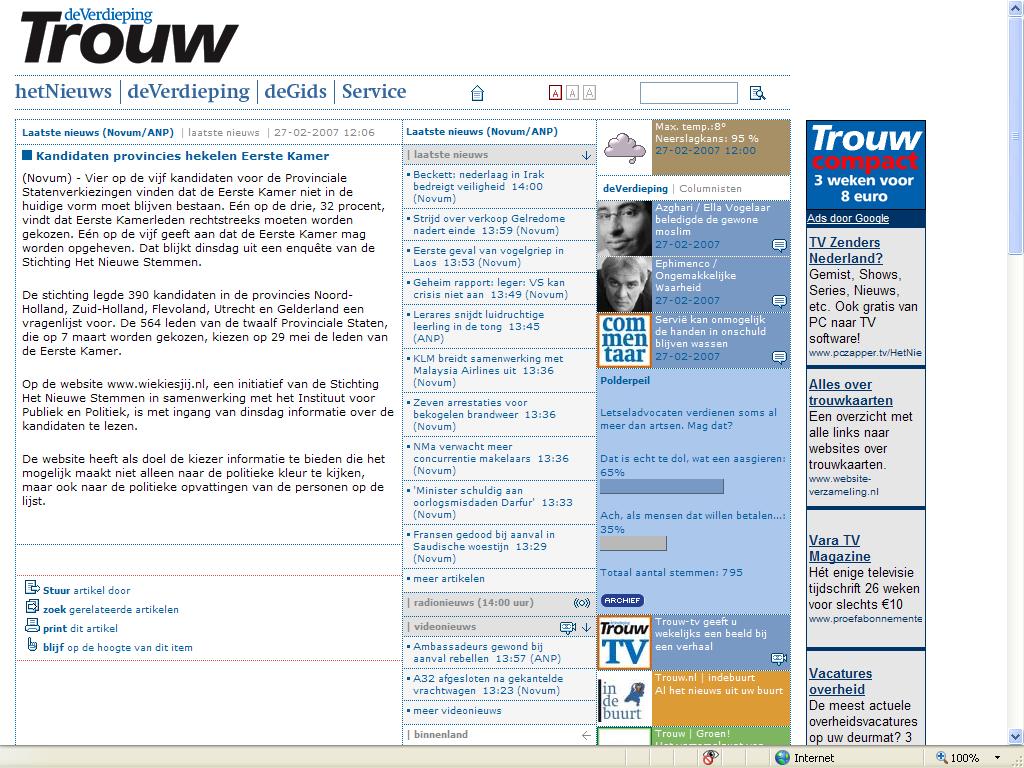 deVerdieping
Trouw
hetNieuws
deVerdieping
deGids
Service
A A A
Laatste nieuws (Novum/ANP) | laatste nieuws | 27-02-2007 12:06
Kandidaten provincies hekelen Eerste Kamer
(Novum) - Vier op de vijf kandidaten voor de Provinciale
Statenverkiezingen vinden dat de Eerste Kamer niet in de
huidige vorm moet blijven bestaan. Eén op de drie, 32 procent,
vindt dat Eerste Kamerleden rechtstreeks moeten worden
gekozen. Eén op de vijf geeft aan dat de Eerste Kamer mag
worden opgeheven. Dat blijkt dinsdag uit een enquête van de
Stichting Het Nieuwe Stemmen.
De stichting legde 390 kandidaten in de provincies Noord-
Holland, Zuid-Holland, Flevoland, Utrecht en Gelderland een
vragenlijst voor. De 564 leden van de twaalf Provinciale Staten,
die op 7 maart worden gekozen, kiezen op 29 mei de leden van
de Eerste Kamer.
Op de website www.wiekiesjij.nl, een initiatief van de Stichting
Het Nieuwe Stemmen in samenwerking met het Instituut voor
Publiek en Politiek, is met ingang van dinsdag informatie over de
kandidaten te lezen.
De website heeft als doel de kiezer informatie te bieden die het
mogelijk maakt niet alleen naar de politieke kleur te kijken,
maar ook naar de politieke opvattingen van de personen op de
lijst.
Stuur artikel door
zoek gerelateerde artikelen
print dit artikel
blijf op de hoogte van dit item
Laatste nieuws (Novum/ANP)
| laatste nieuws
Beckett: nederlaag in Irak
bedreigt veiligheid 14:00
(Novum)
Strijd over verkoop Gelredome
nadert einde 13:59 (Novum)
Eerste geval van vogelgriep in
Laos 13:53 (Novum)
Geheim rapport: leger: VS kan
crisis niet aan 13:49 (Novum)
Lerares snijdt luidruchtige
leerling in de tong 13:45
(ANP)
KLM breidt samenwerking met
Malaysia Airlines uit 13:36
(Novum)
Zeven arrestaties voor
bekogelen brandweer 13:36
(Novum)
NMa verwacht meer
concurrentie makelaars 13:36
(Novum)
'Minister schuldig aan
oorlogsmisdaden Darfur' 13:33
(Novum)
Fransen gedood bij aanval in
Saudische woestijn 13:29
(Novum)
meer artikelen
| radionieuws (14:00 uur)
| videonieuws
Ambassadeurs gewond bij
aanval rebellen 13:57 (ANP)
A32 afgesloten na gekantelde
vrachtwagen 13:23 (Novum)
meer videonieuws
| binnenland
Max. temp.:8°
Neerslagkans: 95 %
27-02-2007 12:00
deVerdieping | Columnisten
Azghari / Ella Vogelaar
beledigde de gewone
moslim
27-02-2007
Ephimenco /
Ongemakkelijke
Waarheid
27-02-2007
com
men
taar
Servië kan onmogelijk
de handen in onschuld
blijven wassen
27-02-2007
Polderpeil
Letseladvocaten verdienen soms al
meer dan artsen. Mag dat?
Dat is echt te dol, wat een aasgieren:
65%
Ach, als mensen dat willen betalen...:
35%
Totaal aantal stemmen: 795
ARCHIEF
Trouw
TV
Trouw-tv geeft u
wekelijks een beeld bij
een verhaal
in
de
buurt
Trouw.nl | indebuurt
Al het nieuws uit uw buurt
Trouw | Groen!
Trouw
compact
3 weken voor
8 euro
Ads door Google
TV Zenders
Nederland?
Gemist, Shows,
Series, Nieuws,
etc. Ook gratis van
PC naar TV
software!
www.pczapper.tv/HetNie
Alles over
trouwkaarten
Een overzicht met
alle links naar
websites over
trouwkaarten.
www.website-
verzameling.nl
Vara TV
Magazine
Hét enige televisie
tijdschrift 26 weken
voor slechts €10
www.proefabonnemente
Vacatures
overheid
De meest actuele
overheidsvacatures
op uw deurmat? 3
Internet
100%